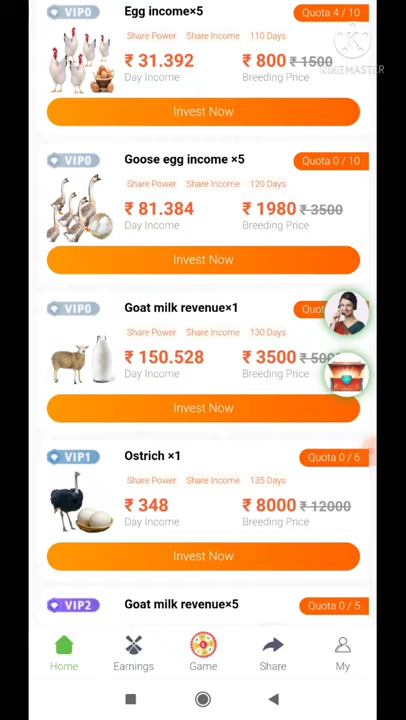 VIP0
Egg income×5
Quota 4 / 10
Share Power Share Income 110 Days
₹ 31.392 ₹ 800 ₹ 1500
Day Income Breeding Price
KINEMASTER
Invest Now
VIP0
Goose egg income ×5
Quota 0 / 10
Share Power Share Income 120 Days
₹ 81.384 ₹ 1980 ₹ 3500
Day Income Breeding Price
Invest Now
VIP0
Goat milk revenue×1
Share Power Share Income 130 Days
₹ 150.528 ₹ 3500
Day Income Breeding Price
Invest Now
VIP1
Ostrich ×1
Quota 0 / 6
Share Power Share Income 135 Days
₹ 348 ₹ 8000 ₹ 12000
Day Income Breeding Price
Invest Now
VIP2
Goat milk revenue×5
Quota 0 / 5
Home Earnings Game Share My